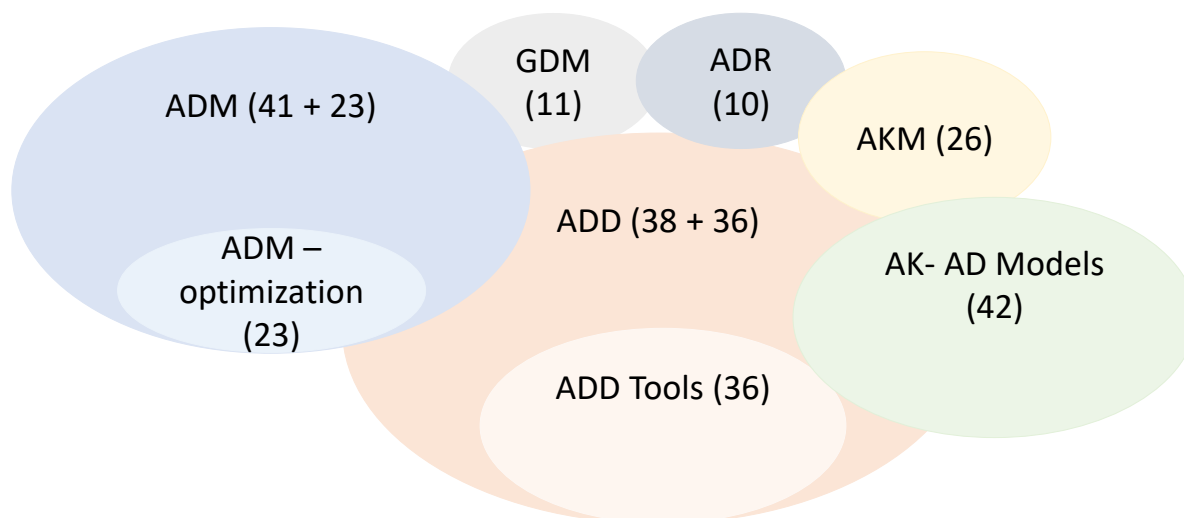 GDM
(11)
ADR
(10)
ADM (41 + 23)
AKM (26)
ADD (38 + 36)
ADM –
optimization
(23)
AK- AD Models
(42)
ADD Tools (36)